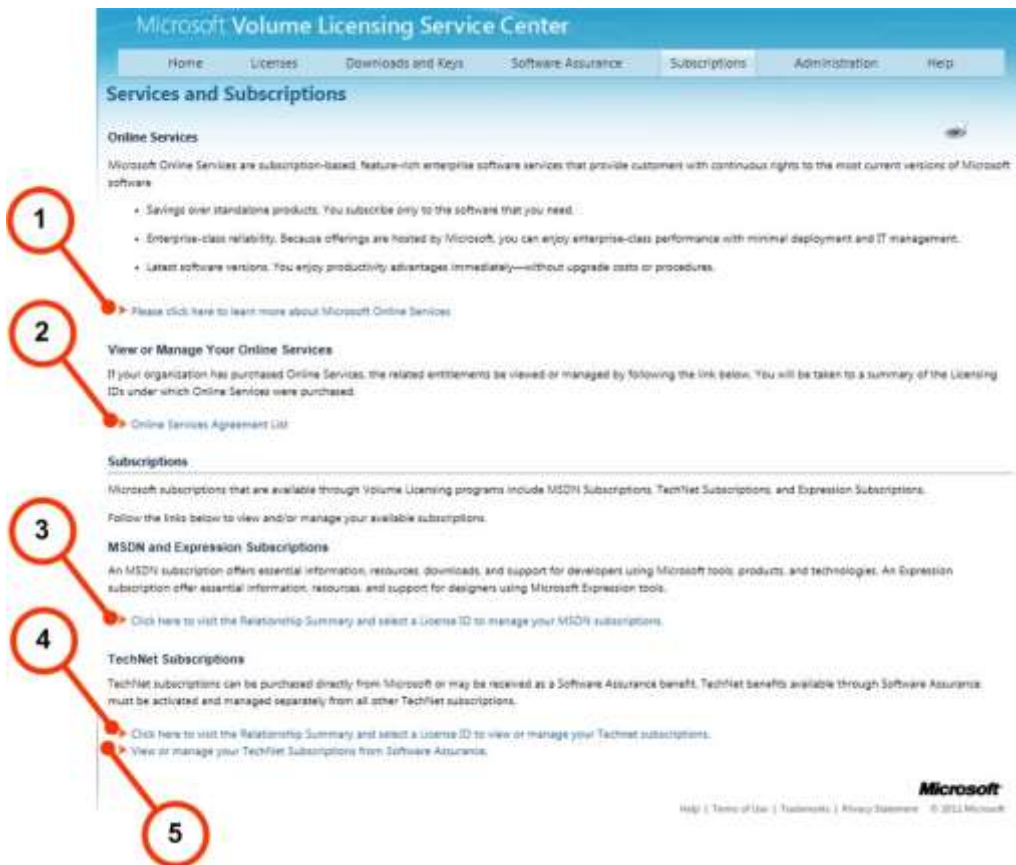 Microsoft Volume Licensing Service Center
Home Licenses Downloads and Keys Software Assurance Subscriptions Administration Help
Services and Subscriptions
Online Services
Microsoft Online Services are subscription-based, feature-rich enterprise software services that provide customers with continuous rights to the most current versions of Microsoft
software
• Savings over standalone products. You subscribe only to the software that you need.
1
• Enterprise-class reliability. Because offerings are hosted by Microsoft, you can enjoy enterprise-class performance with minimal deployment and IT management.
• Latest software versions. You enjoy productivity advantages immediately—without upgrade costs or procedures.
Please click here to learn more about Microsoft Online Services
2
View or Manage Your Online Services
If your organization has purchased Online Services, the related entitlements be viewed or managed by following the link below. You will be taken to a summary of the Licensing
IDs under which Online Services were purchased.
Online Services Agreement List
Subscriptions
Microsoft subscriptions that are available through Volume Licensing programs include MSDN Subscriptions, TechNet Subscriptions, and Expression Subscriptions.
Follow the links below to view and/or manage your available subscriptions.
3
MSDN and Expression Subscriptions
An MSDN subscription offers essential information, resources, downloads, and support for developers using Microsoft tools, products, and technologies. An Expression
subscription offer essential information, resources, and support for designers using Microsoft Expression tools.
Click here to visit the Relationship Summary and select a License ID to manage your MSDN subscriptions.
4
TechNet Subscriptions
TechNet subscriptions can be purchased directly from Microsoft or may be received as a Software Assurance benefit. TechNet benefits available through Software Assurance
must be activated and managed separately from all other TechNet subscriptions.
Click here to visit the Relationship Summary and select a License ID to view or manage your Technet subscriptions.
View or manage your TechNet Subscriptions from Software Assurance.
Microsoft
Help | Terms of Use | Trademarks | Privacy Statement © 2011 Microsoft
5